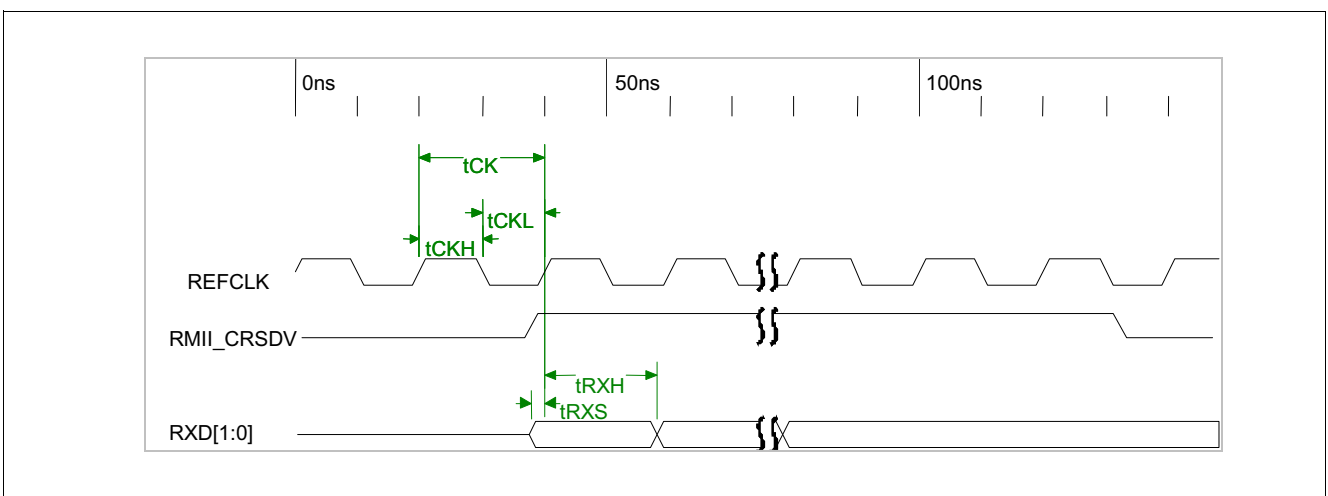 0ns
50ns
100ns
tCK
tCKL
tCKH
REFCLK
RMII_CRSDV
tRXH
tRXS
RXD[1:0]